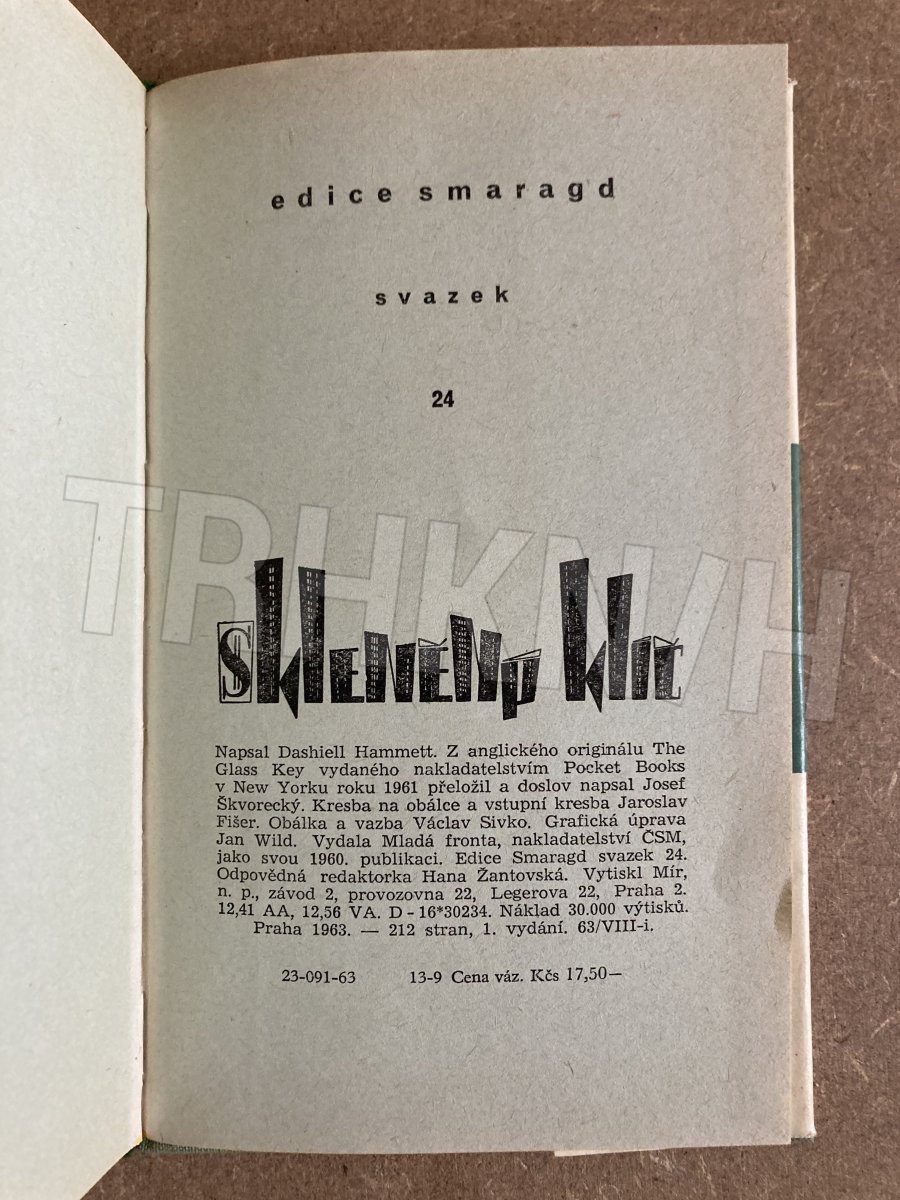 edice smaragd
svazek
24
TRHKNIH
skleněný klíč
Napsal Dashiell Hammett. Z anglického originálu The
Glass Key vydaného nakladatelstvím Pocket Books
v New Yorku roku 1961 přeložil a doslov napsal Josef
Škvorecký. Kresba na obálce a vstupní kresba Jaroslav
Fišer. Obálka a vazba Václav Sivko. Grafická úprava
Jan Wild. Vydala Mladá fronta, nakladatelství ČSM,
jako svou 1960. publikaci. Edice Smaragd svazek 24.
Odpovědná redaktorka Hana Žantovská. Vytiskl Mír,
n. p., závod 2, provozovna 22, Legerova 22, Praha 2.
12,41 AA, 12,56 VA. D - 16*30234. Náklad 30.000 výtisků.
Praha 1963. — 212 stran, 1. vydání. 63/VIII-i.
23-091-63 13-9 Cena váz. Kčs 17,50—